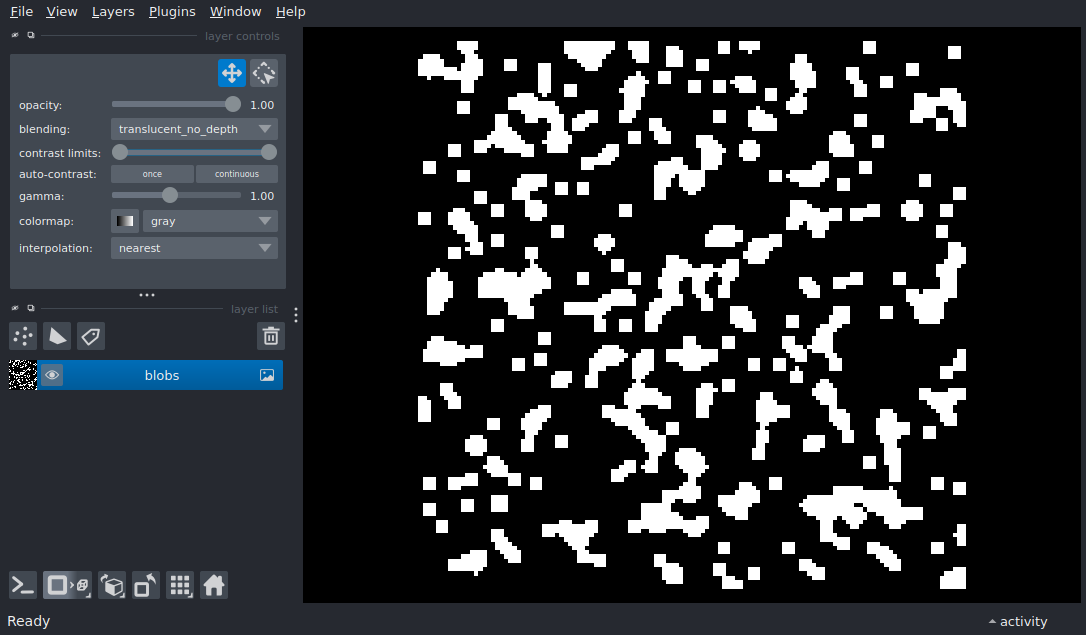 File View Layers Plugins Window Help
layer controls
opacity: 1.00
blending: translucent_no_depth
contrast limits:
auto-contrast: once continuous
gamma: 1.00
colormap: gray
interpolation: nearest
layer list
blobs
Ready activity